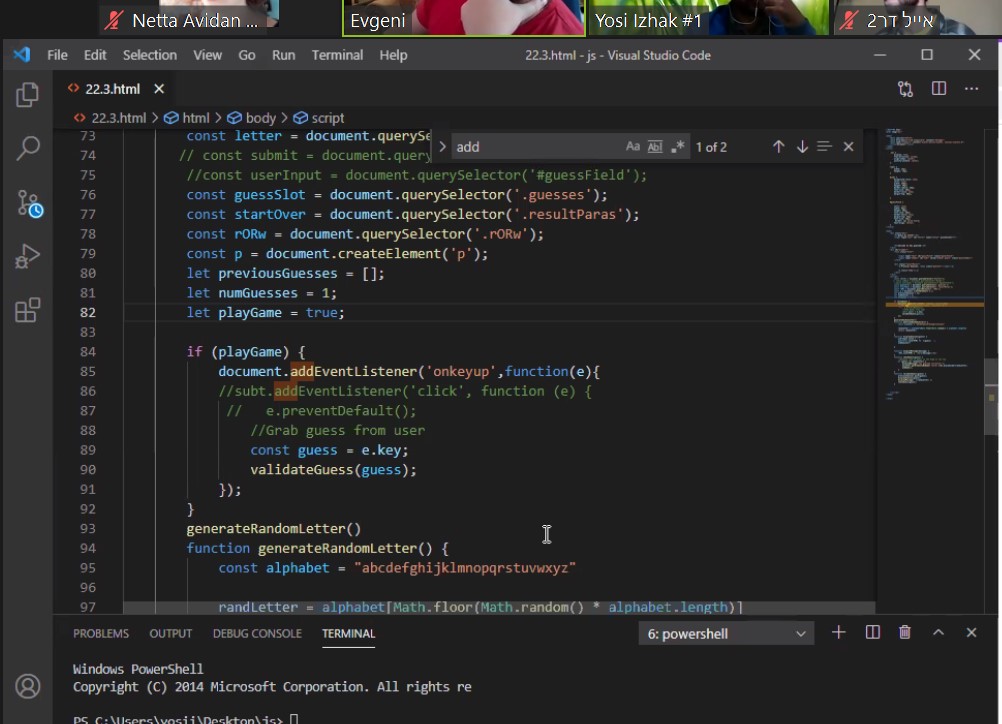 Netta Avidan ... Evgeni Yosi Izhak #1 אייל דר2
File Edit Selection View Go Run Terminal Help 22.3.html - js - Visual Studio Code
22.3.html
22.3.html > html > body > script
add Aa Ab .* 1 of 2
73 const letter = document.querySe
74 // const submit = document.query
75 //const userInput = document.querySelector('#guessField');
76 const guessSlot = document.querySelector('.guesses');
77 const startOver = document.querySelector('.resultParas');
78 const rORw = document.querySelector('.rORw');
79 const p = document.createElement('p');
80 let previousGuesses = [];
81 let numGuesses = 1;
82 let playGame = true;
83
84 if (playGame) {
85 document.addEventListener('onkeyup',function(e){
86 //subt.addEventListener('click', function (e) {
87 // e.preventDefault();
88 //Grab guess from user
89 const guess = e.key;
90 validateGuess(guess);
91 });
92 }
93 generateRandomLetter()
94 function generateRandomLetter() {
95 const alphabet = "abcdefghijklmnopqrstuvwxyz"
96
97 randLetter = alphabet[Math.floor(Math.random() * alphabet.length)]
PROBLEMS OUTPUT DEBUG CONSOLE TERMINAL 6: powershell
Windows PowerShell
Copyright (C) 2014 Microsoft Corporation. All rights re
PS C:\Users\yosii\Desktop\js>